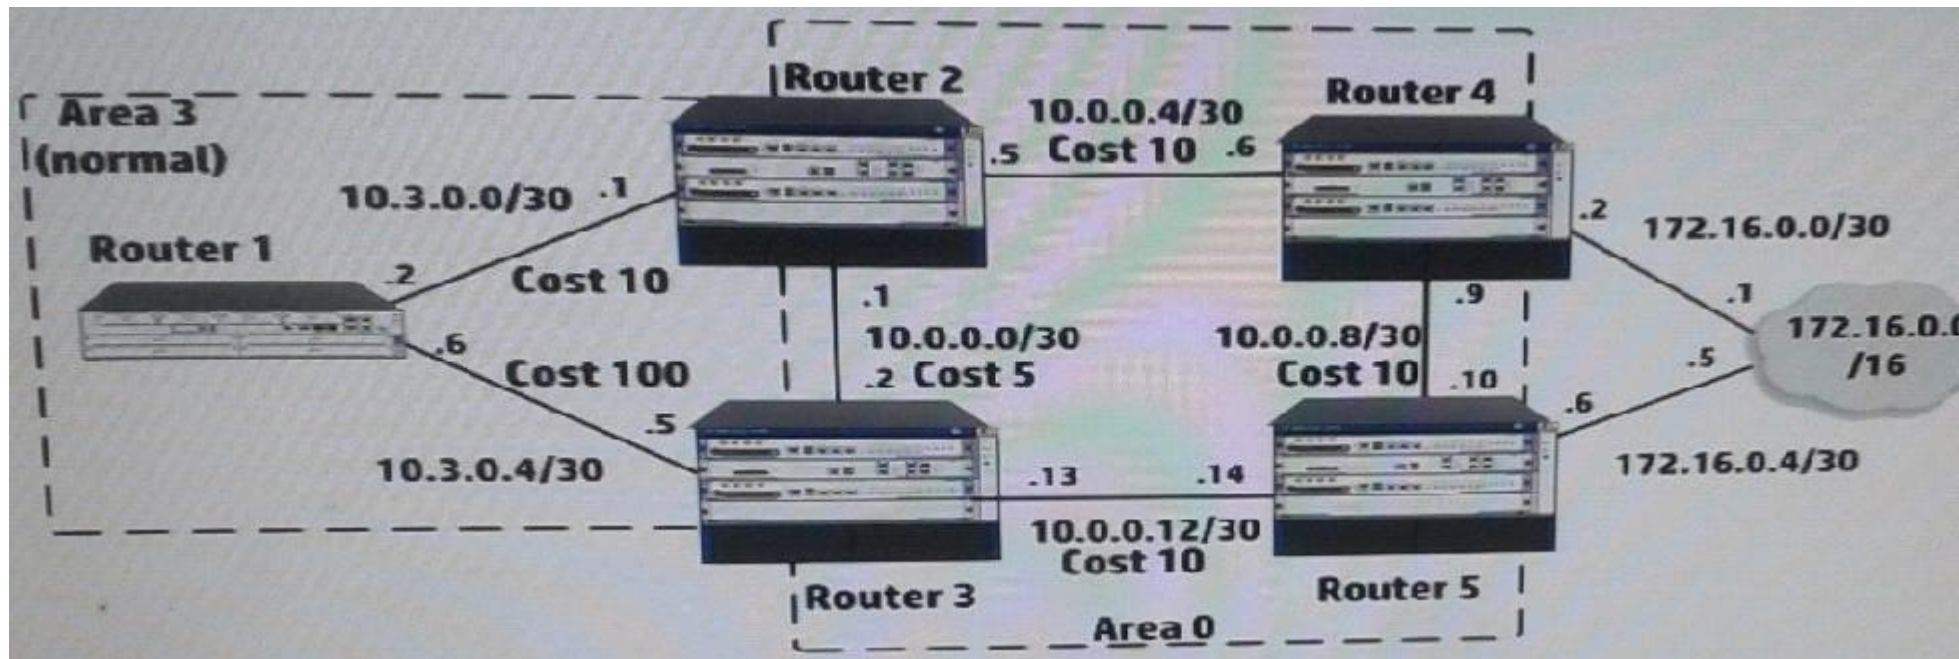 Router 2
Router 4
Area 3
(normal)
10.0.0.4/30
.5 Cost 10 .6
10.3.0.0/30 .1
.2 172.16.0.0/30
Router 1
.2 Cost 10
.1
.9
.1
10.0.0.0/30
10.0.0.8/30
172.16.0.0
/16
.6
Cost 100
.2 Cost 5
Cost 10 .10
.5
.5
.6
10.3.0.4/30
.13 .14
172.16.0.4/30
10.0.0.12/30
Cost 10
Router 3
Router 5
Area 0